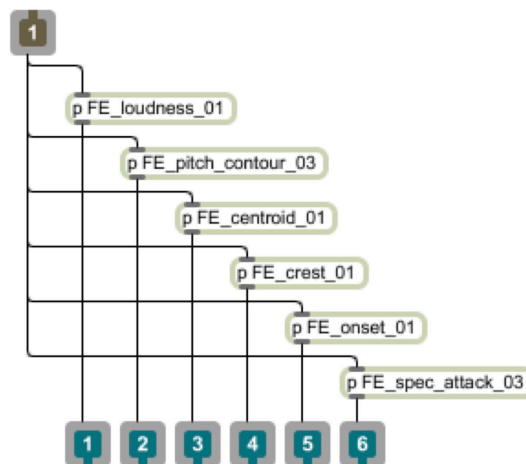 1
p FE_loudness_01
p FE_pitch_contour_03
p FE_centroid_01
p FE_crest_01
p FE_onset_01
p FE_spec_attack_03
1 2 3 4 5 6